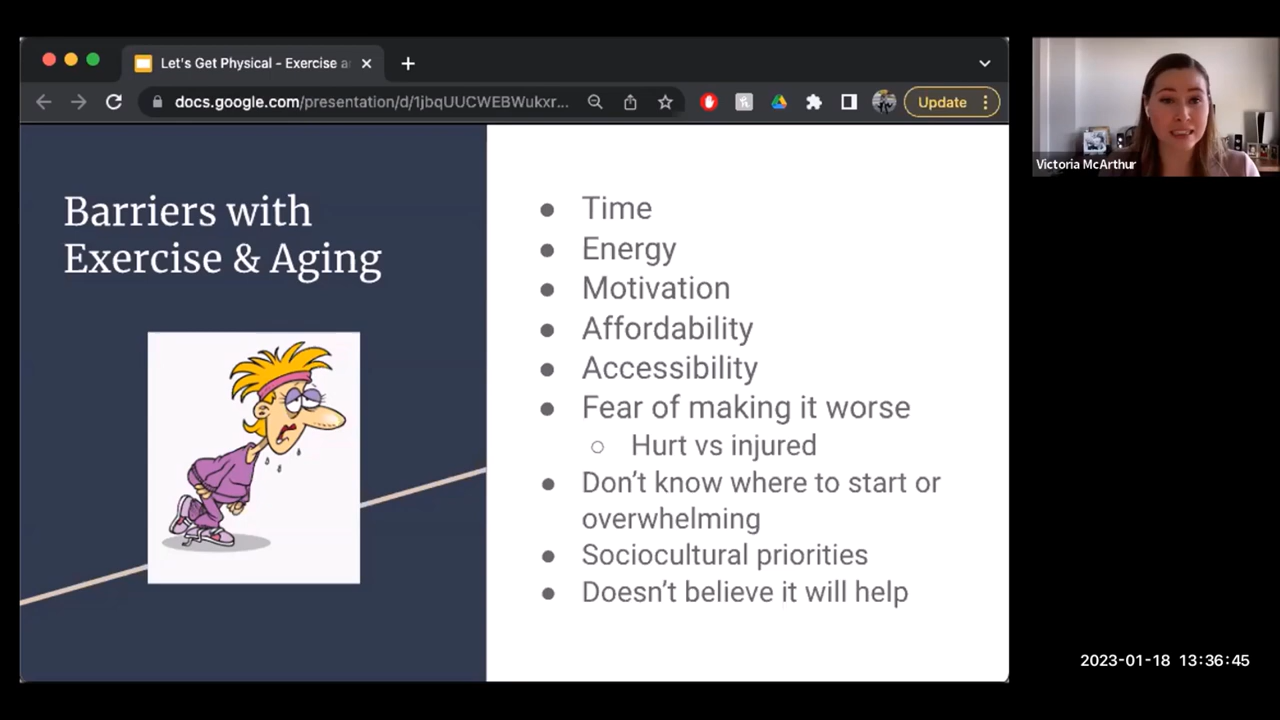 Let's Get Physical - Exercise a
docs.google.com/presentation/d/1jbqUUCWEBWukxr...
Update
Victoria McArthur
Barriers with
Exercise & Aging
● Time
● Energy
● Motivation
● Affordability
● Accessibility
● Fear of making it worse
○ Hurt vs injured
● Don't know where to start or
overwhelming
● Sociocultural priorities
● Doesn't believe it will help
2023-01-18 13:36:45